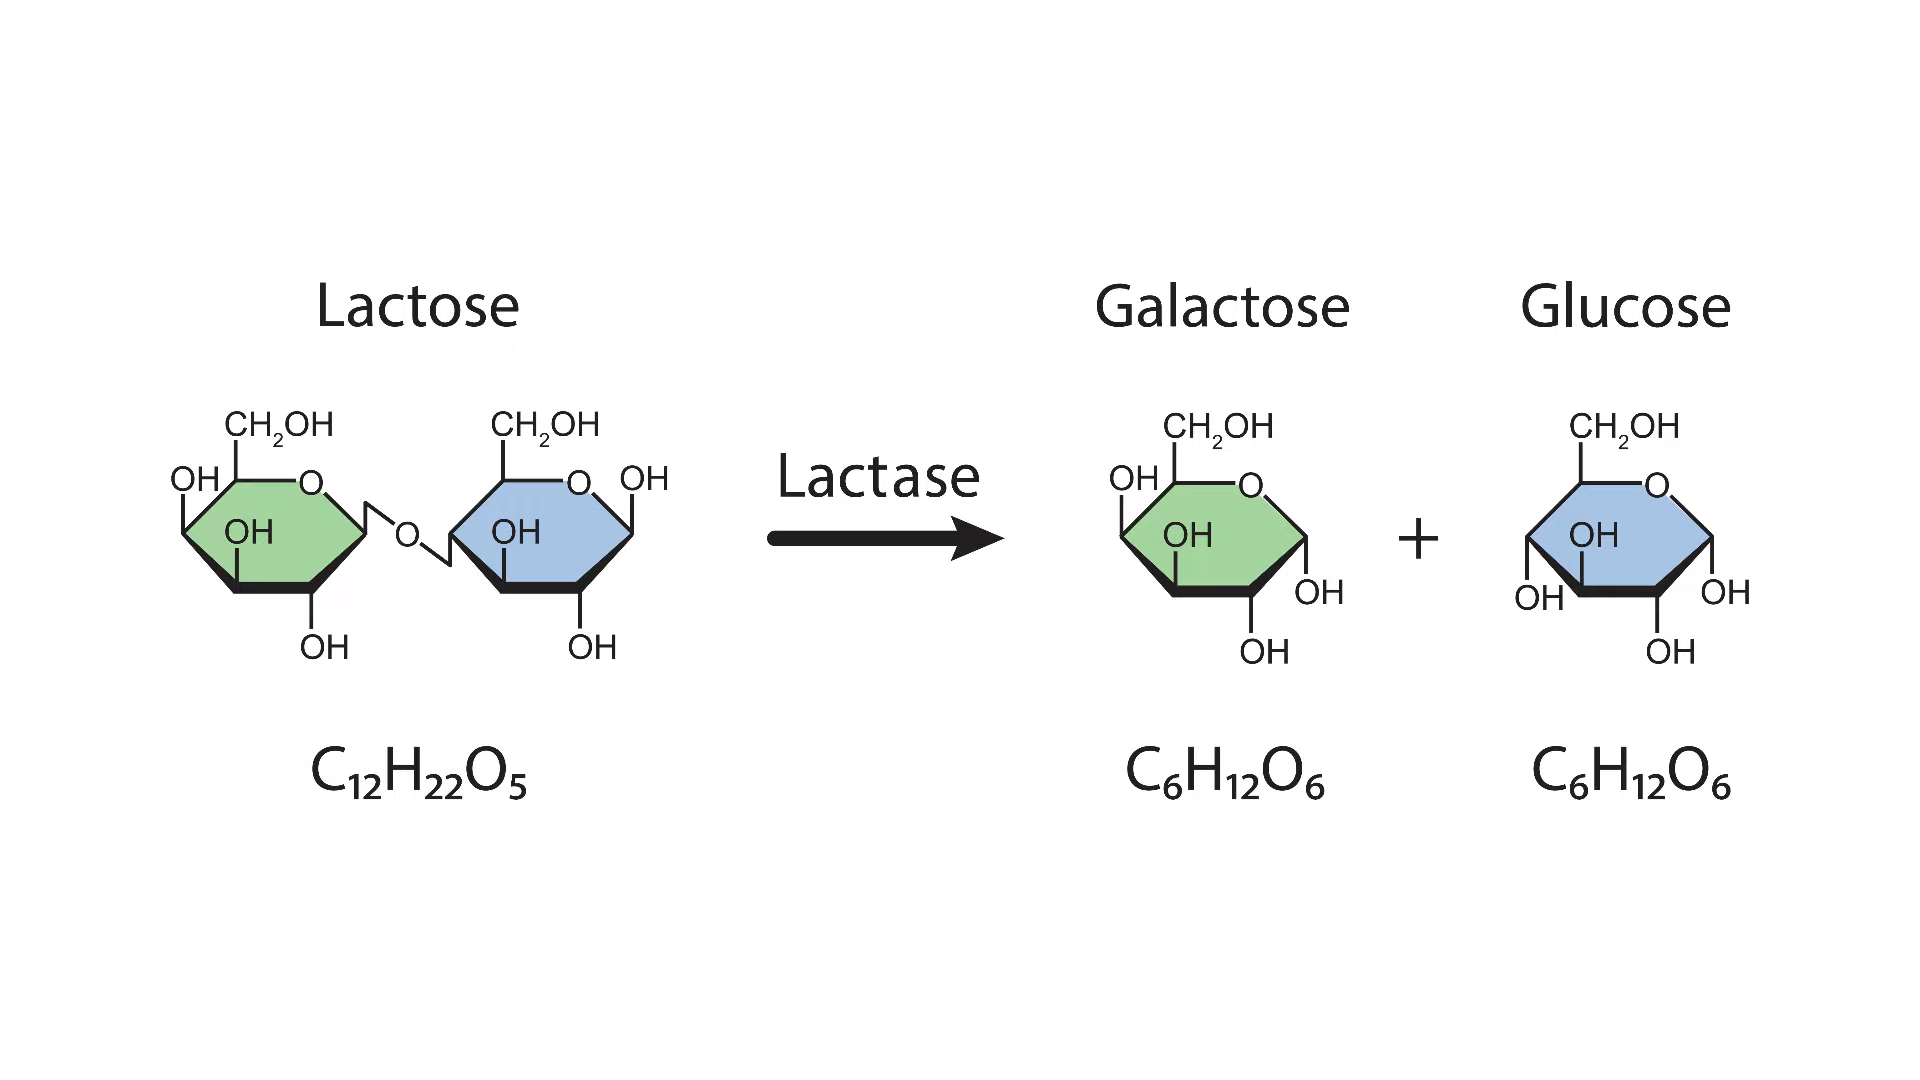 Lactose
Galactose
Glucose
CH₂OH
CH₂OH
CH₂OH
CH₂OH
OH
O
O
OH
Lactase
OH
O
O
OH
OH
O
OH
+
OH
OH
OH
OH
OH
OH
OH
OH
C₁₂H₂₂O₅
C₆H₁₂O₆
C₆H₁₂O₆